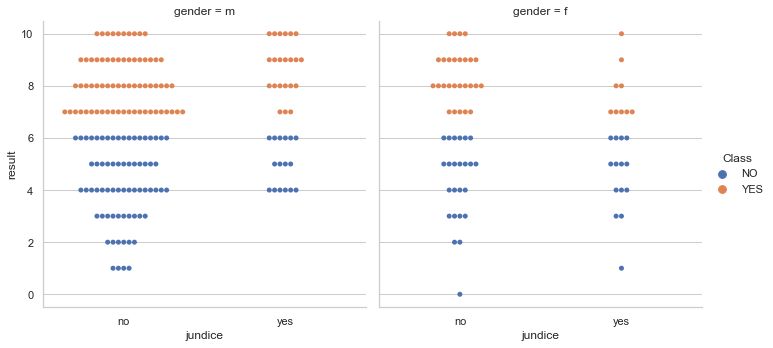 gender = m
gender = f
10
8
6
4
2
0
result
no
yes
jundice
no
yes
jundice
Class
NO
YES